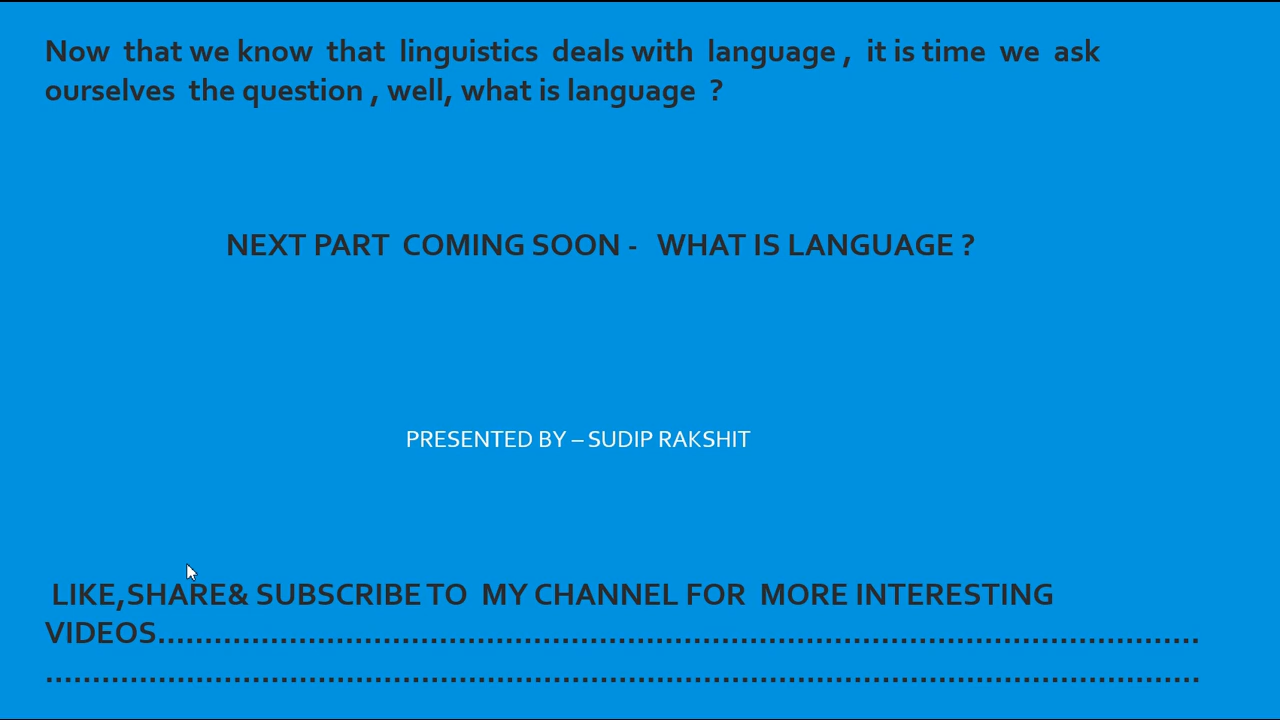 Now that we know that linguistics deals with language , it is time we ask
ourselves the question , well, what is language ?
NEXT PART COMING SOON - WHAT IS LANGUAGE ?
PRESENTED BY – SUDIP RAKSHIT
LIKE,SHARE& SUBSCRIBE TO MY CHANNEL FOR MORE INTERESTING
VIDEOS..............................................................................................................
..........................................................................................................................